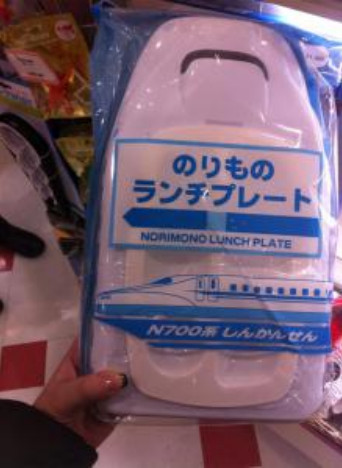 のりもの
ランチプレート
NORIMONO LUNCH PLATE
N700系 しんかんせん